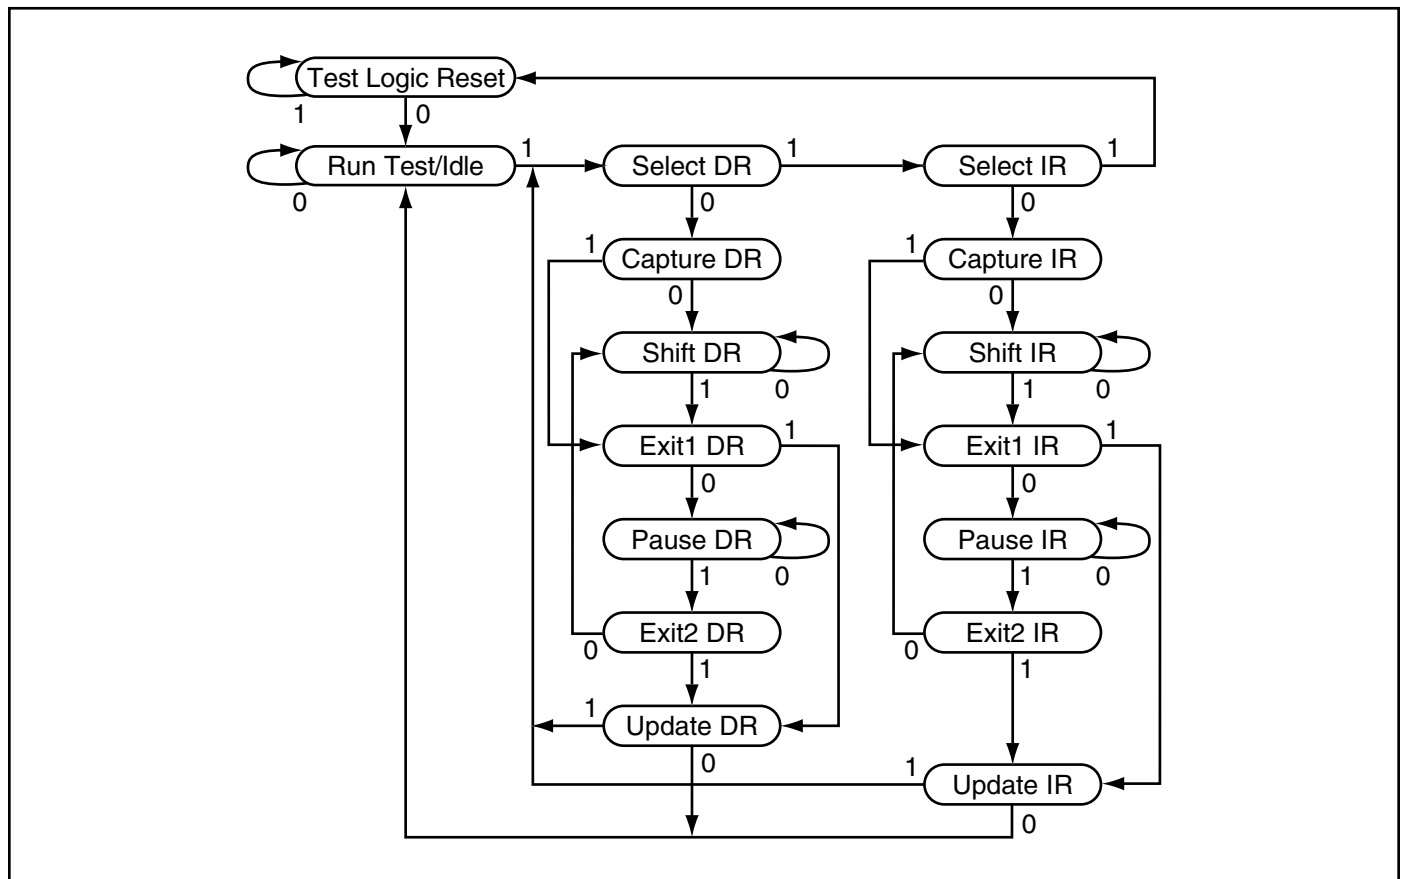 Test Logic Reset
1
0
Run Test/Idle
1
Select DR
1
Select IR
1
0
0
0
1
Capture DR
1
Capture IR
0
0
Shift DR
Shift IR
1
0
1
0
Exit1 DR
1
Exit1 IR
1
0
0
Pause DR
Pause IR
1
0
1
0
Exit2 DR
Exit2 IR
0
1
0
1
1
Update DR
0
1
Update IR
0